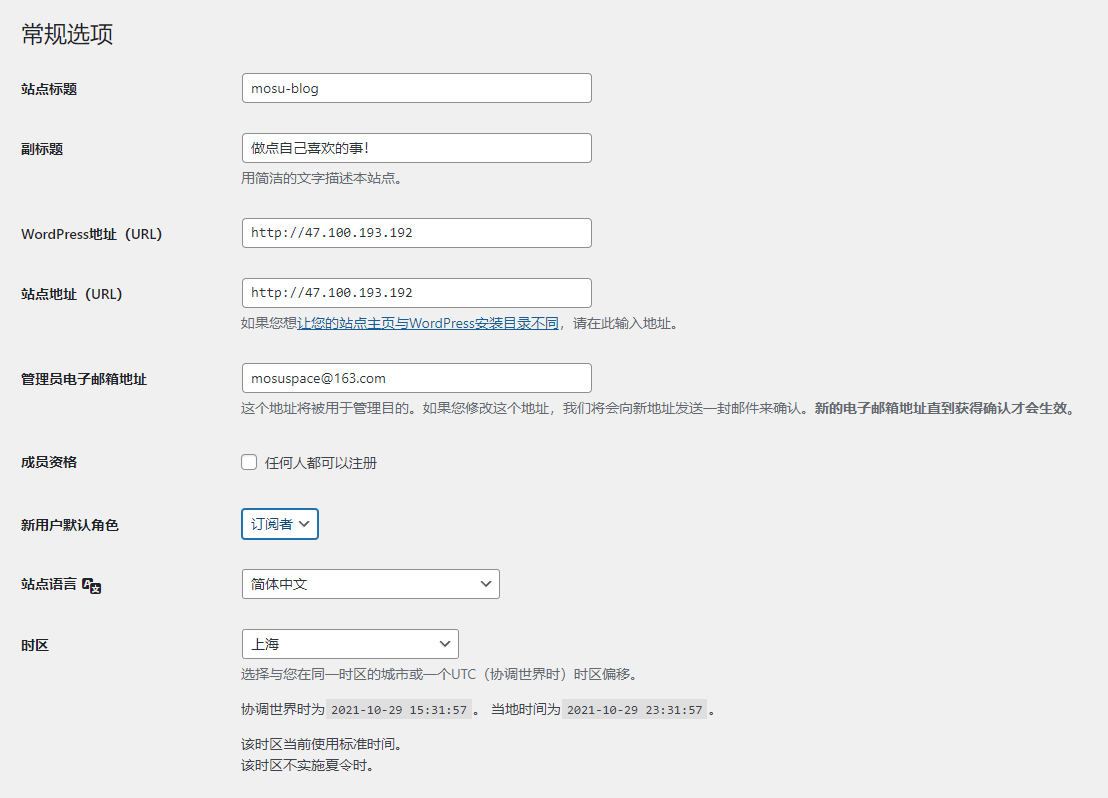 常规选项
站点标题
mosu-blog
副标题
做点自己喜欢的事!
用简洁的文字描述本站点。
WordPress地址（URL）
http://47.100.193.192
站点地址（URL）
http://47.100.193.192
如果您想让您的站点主页与WordPress安装目录不同，请在此输入地址。
管理员电子邮箱地址
mosuspace@163.com
这个地址将被用于管理目的。如果您修改这个地址，我们将会向新地址发送一封邮件来确认。新的电子邮箱地址直到获得确认才会生效。
成员资格
任何人都可以注册
新用户默认角色
订阅者
站点语言
简体中文
时区
上海
选择与您在同一时区的城市或一个UTC（协调世界时）时区偏移。
协调世界时为 2021-10-29 15:31:57 。 当地时间为 2021-10-29 23:31:57 。
该时区当前使用标准时间。
该时区不实施夏令时。